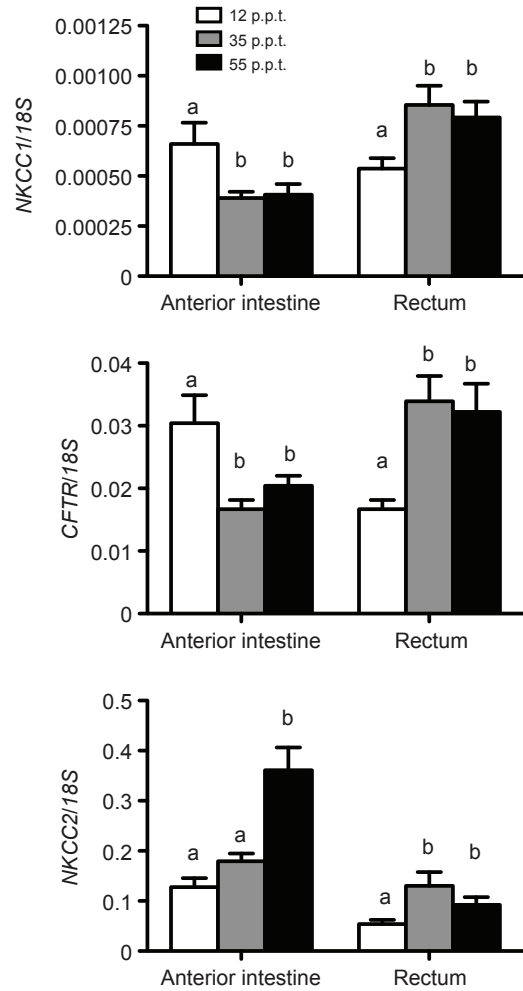 12 p.p.t.
35 p.p.t.
55 p.p.t.
NKCC1/18S
0.00125
0.00100
0.00075
0.00050
0.00025
0
a
b
b
a
b
b
Anterior intestine
Rectum
CFTR/18S
0.04
0.03
0.02
0.01
0
a
b
b
a
b
b
Anterior intestine
Rectum
NKCC2/18S
0.5
0.4
0.3
0.2
0.1
0
a
a
b
a
b
b
Anterior intestine
Rectum